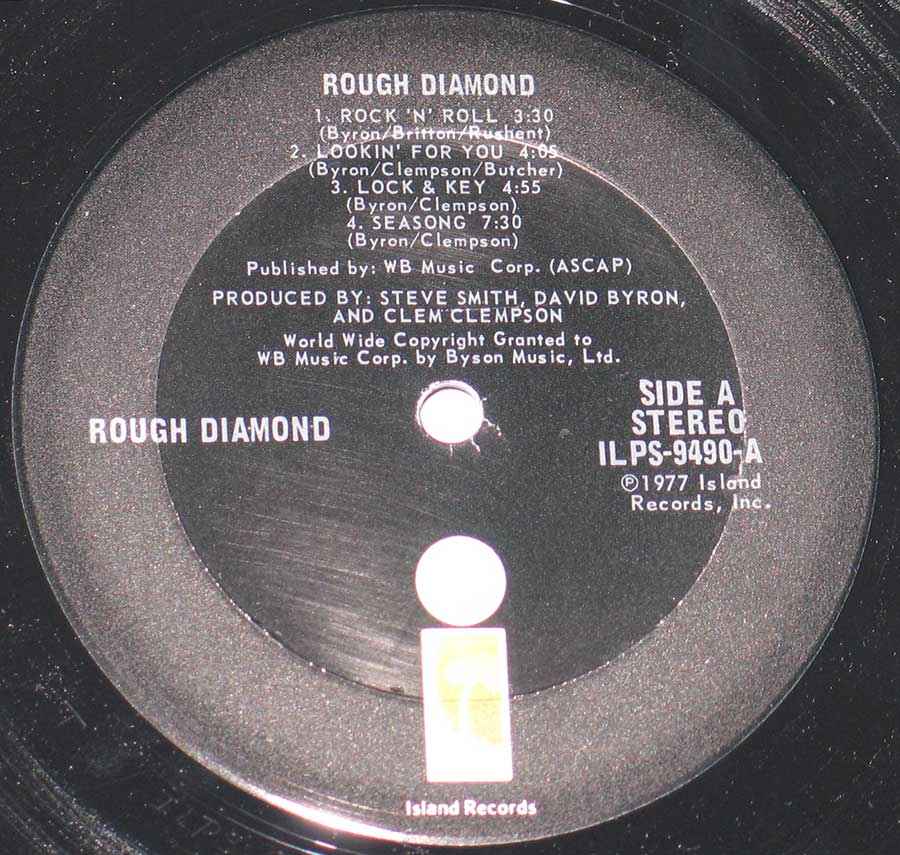 ROUGH DIAMOND
1. ROCK 'N' ROLL 3:30
(Byron/Britton/Rushent)
2. LOOKIN' FOR YOU 4:05
(Byron/Clempson/Butcher)
3. LOCK & KEY 4:55
(Byron/Clempson)
4. SEASONG 7:30
(Byron/Clempson)
Published by: WB Music Corp. (ASCAP)
PRODUCED BY: STEVE SMITH, DAVID BYRON,
AND CLEM CLEMPSON
World Wide Copyright Granted to
WB Music Corp. by Byson Music, Ltd.
ROUGH DIAMOND
SIDE A
STEREO
ILPS-9490-A
℗1977 Island
Records, Inc.
Island Records